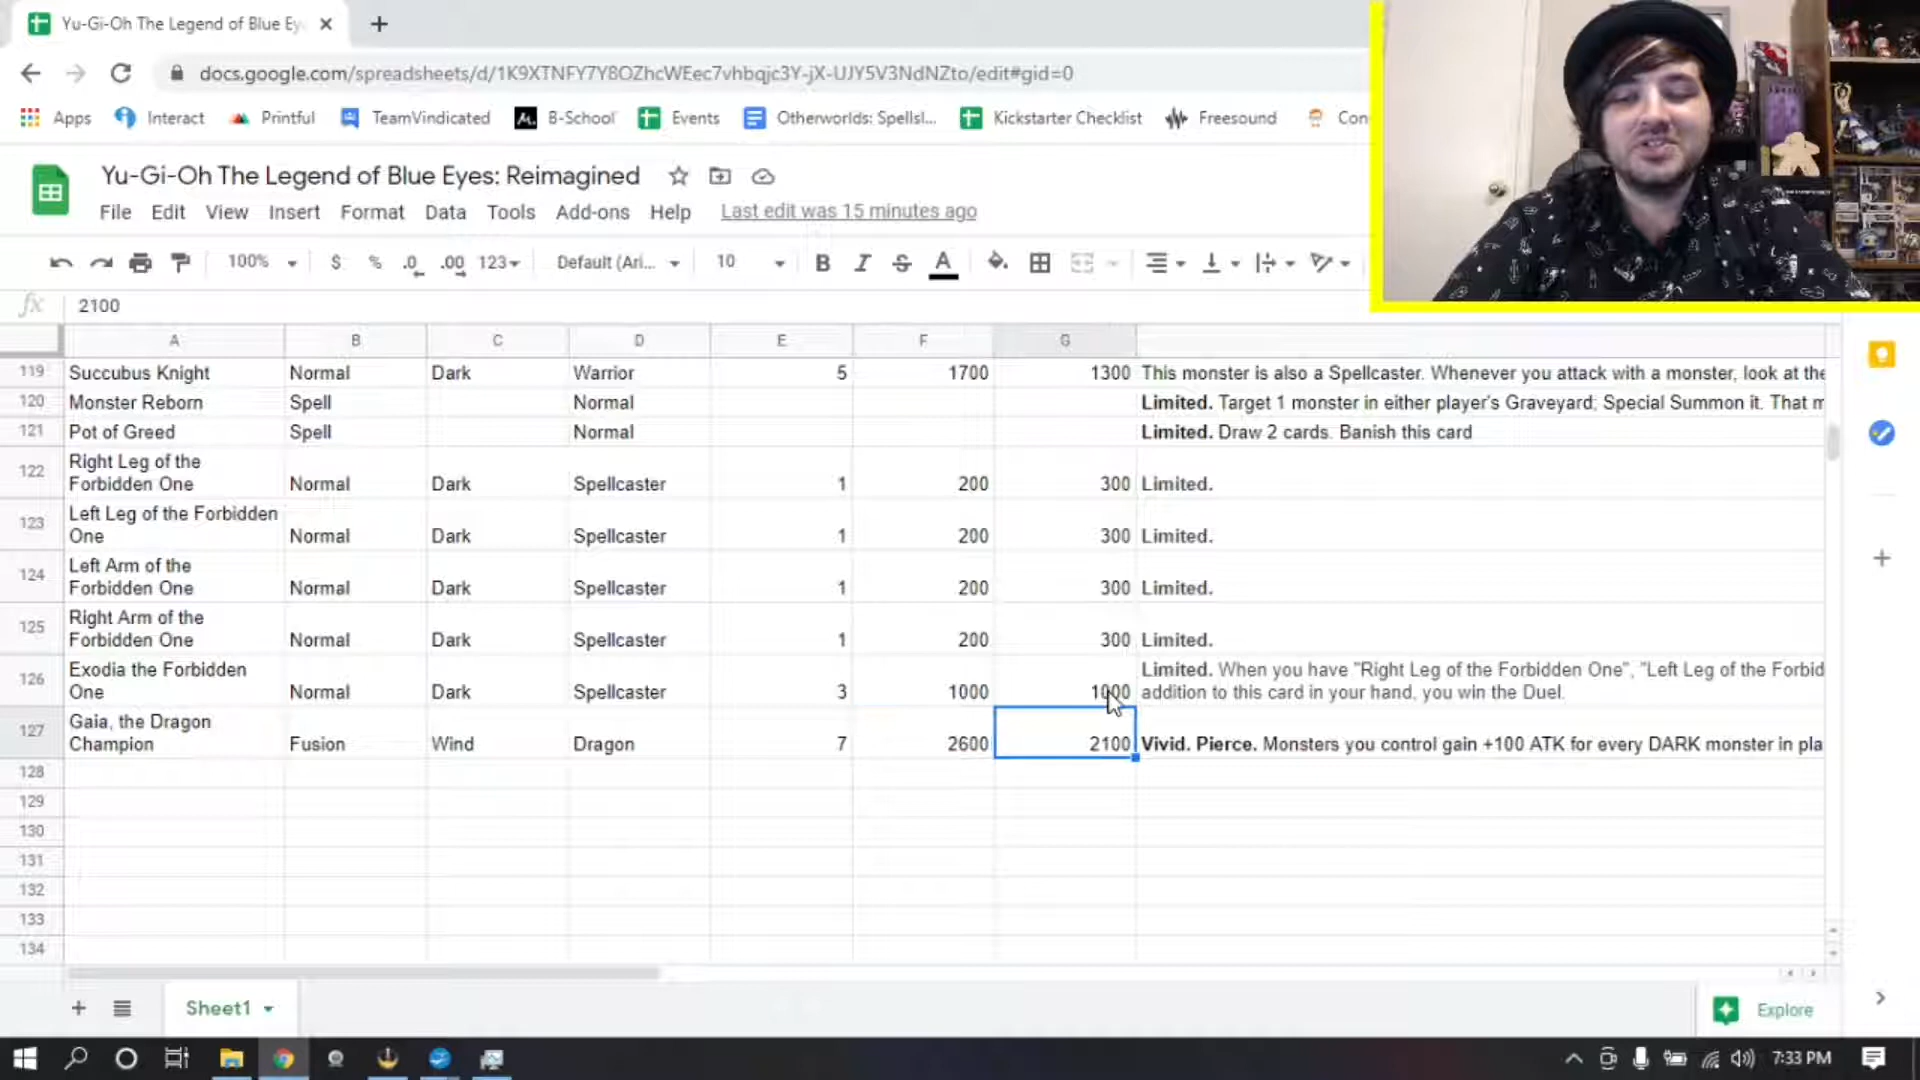 Yu-Gi-Oh The Legend of Blue Ey
docs.google.com/spreadsheets/d/1K9XTNFY7Y8OZhcWEec7vhbqjc3Y-jX-UJY5V3NdNZto/edit#gid=0
Apps Interact Printful TeamVindicated B-School Events Otherworlds: Spellsl... Kickstarter Checklist Freesound Con
Yu-Gi-Oh The Legend of Blue Eyes: Reimagined
File Edit View Insert Format Data Tools Add-ons Help Last edit was 15 minutes ago
100% $ % .0 .00 123 Default (Ari... 10 B I S A
fx 2100
A B C D E F G
119 Succubus Knight Normal Dark Warrior 5 1700 1300 This monster is also a Spellcaster. Whenever you attack with a monster, look at the
120 Monster Reborn Spell Normal Limited. Target 1 monster in either player's Graveyard; Special Summon it. That m
121 Pot of Greed Spell Normal Limited. Draw 2 cards. Banish this card
122 Right Leg of the
Forbidden One Normal Dark Spellcaster 1 200 300 Limited.
123 Left Leg of the Forbidden
One Normal Dark Spellcaster 1 200 300 Limited.
124 Left Arm of the
Forbidden One Normal Dark Spellcaster 1 200 300 Limited.
125 Right Arm of the
Forbidden One Normal Dark Spellcaster 1 200 300 Limited.
126 Exodia the Forbidden Limited. When you have "Right Leg of the Forbidden One", "Left Leg of the Forbid
One Normal Dark Spellcaster 3 1000 1000 addition to this card in your hand, you win the Duel.
127 Gaia, the Dragon
Champion Fusion Wind Dragon 7 2600 2100 Vivid. Pierce. Monsters you control gain +100 ATK for every DARK monster in pla
128
129
130
131
132
133
134
Sheet1 Explore
7:33 PM